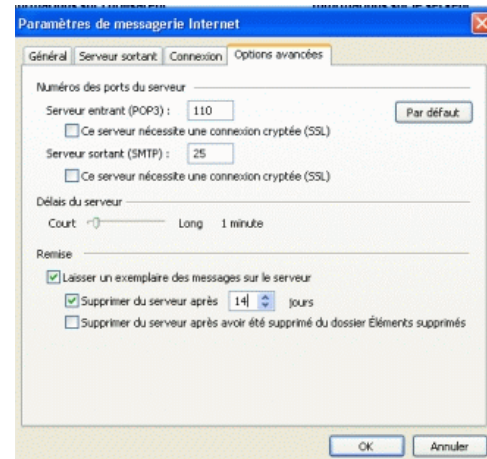 Paramètres de messagerie Internet
Général Serveur sortant Connexion Options avancées
Numéros des ports du serveur
Serveur entrant (POP3) : 110 Par défaut
Ce serveur nécessite une connexion cryptée (SSL)
Serveur sortant (SMTP) : 25
Ce serveur nécessite une connexion cryptée (SSL)
Délais du serveur
Court Long 1 minute
Remise
Laisser un exemplaire des messages sur le serveur
Supprimer du serveur après 14 jours
Supprimer du serveur après avoir été supprimé du dossier Éléments supprimés
OK Annuler